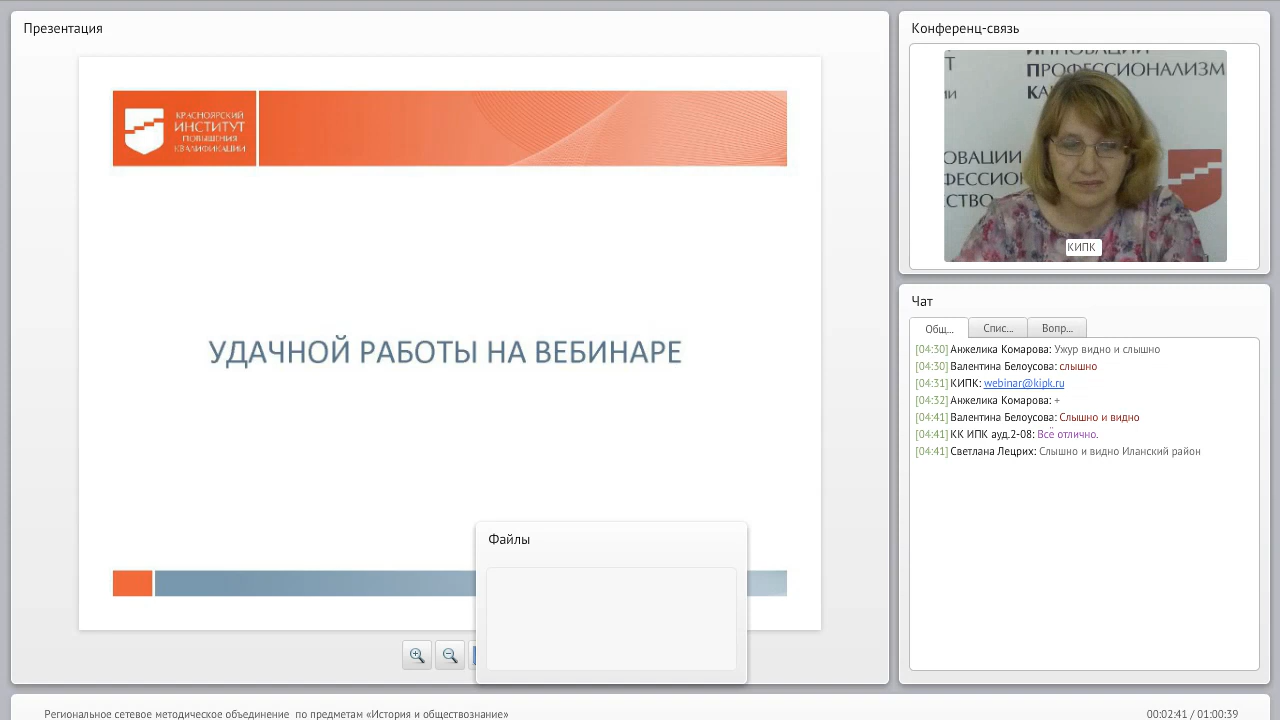 Презентация
КРАСНОЯРСКИЙ
ИНСТИТУТ
ПОВЫШЕНИЯ
КВАЛИФИКАЦИИ
УДАЧНОЙ РАБОТЫ НА ВЕБИНАРЕ
Файлы
Конференц-связь
ПРОФЕССИОНАЛИЗМ
ОВАЦИИ
ФЕССИОН
СТВО
КИПК
Чат
Общ... Спис... Вопр...
[04:30] Анжелика Комарова: Ужур видно и слышно
[04:30] Валентина Белоусова: слышно
[04:31] КИПК: webinar@kipk.ru
[04:32] Анжелика Комарова: +
[04:41] Валентина Белоусова: Слышно и видно
[04:41] КК ИПК ауд.2-08: Всё отлично.
[04:41] Светлана Лецрих: Слышно и видно Иланский район
Региональное сетевое методическое объединение по предметам «История и обществознание»
00:02:41 / 01:00:39